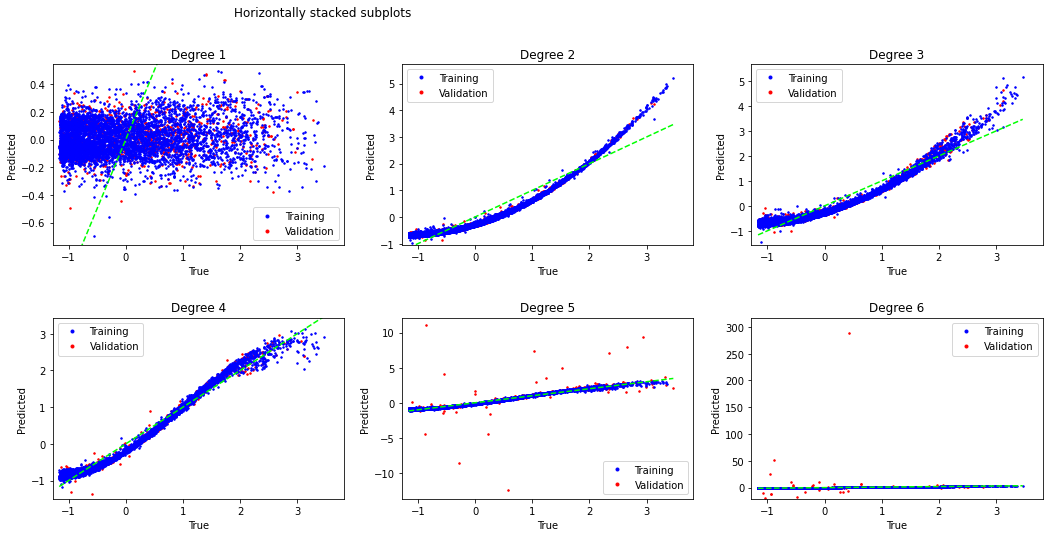 Horizontally stacked subplots
Degree 1
Predicted
0.4
0.2
0.0
−0.2
−0.4
−0.6
Training
Validation
−1 0 1 2 3
True
Degree 2
Predicted
5
4
3
2
1
0
−1
Training
Validation
−1 0 1 2 3
True
Degree 3
Predicted
5
4
3
2
1
0
−1
Training
Validation
−1 0 1 2 3
True
Degree 4
Predicted
3
2
1
0
−1
Training
Validation
−1 0 1 2 3
True
Degree 5
Predicted
10
5
0
−5
−10
Training
Validation
−1 0 1 2 3
True
Degree 6
Predicted
300
250
200
150
100
50
0
Training
Validation
−1 0 1 2 3
True